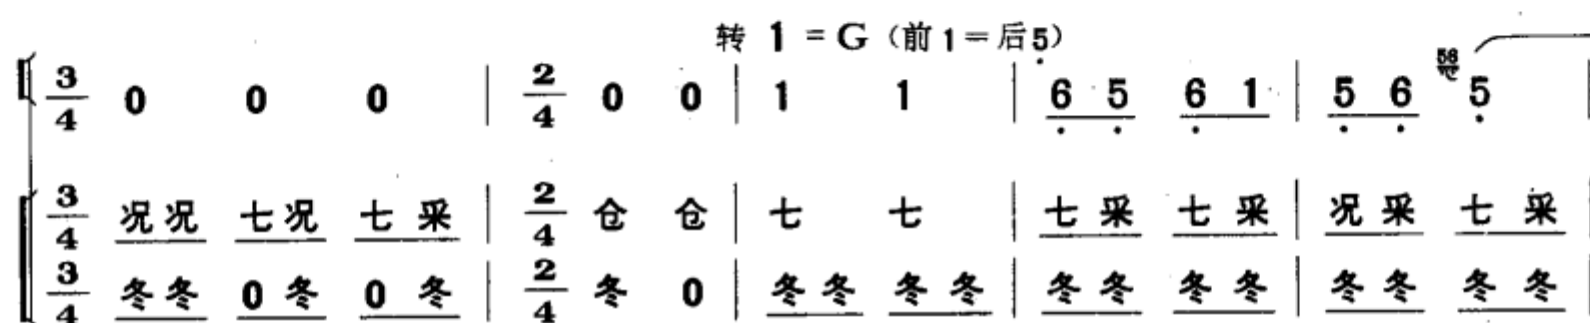 转 1 = G（前1=后5̣）
3/4 0 0 0 | 2/4 0 0 | 1 1 | 6̣ 5̣ 6̣ 1 | 5̣ 6̣ 56 5̣
3/4 况况 七况 七采 | 2/4 仓 仓 | 七 七 | 七采 七采 | 况采 七采
3/4 冬冬 0冬 0冬 | 2/4 冬 0 | 冬冬 冬冬 | 冬冬 冬冬 | 冬冬 冬冬